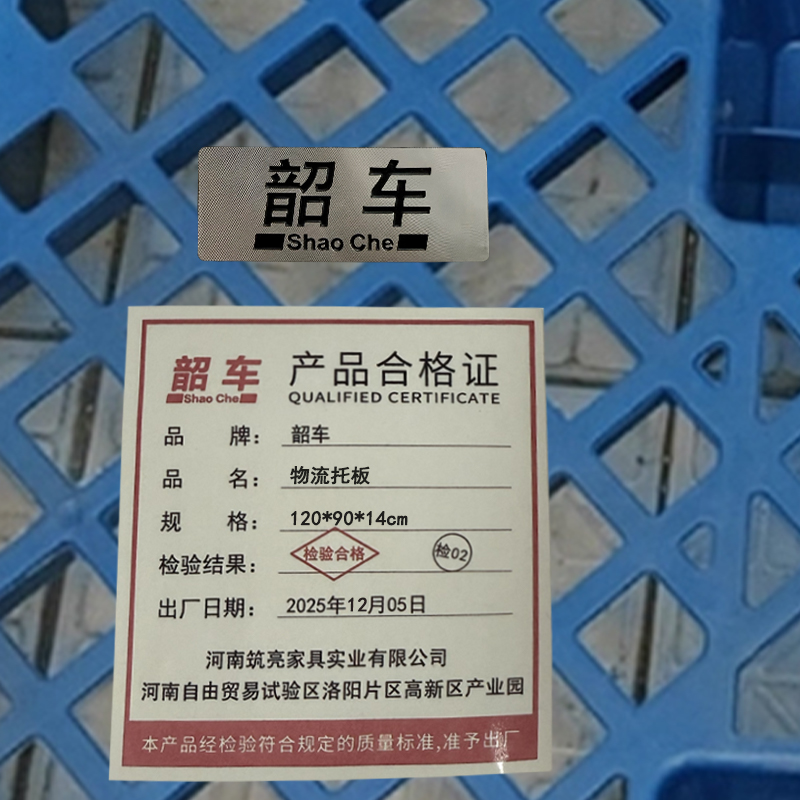 韶车
Shao Che
韶车
Shao Che
产品合格证
QUALIFIED CERTIFICATE
品 牌： 韶车
品 名： 物流托板
规 格： 120*90*14cm
检验结果： 检验合格 检02
出厂日期： 2025年12月05日
河南筑亮家具实业有限公司
河南自由贸易试验区洛阳片区高新区产业园
本产品经检验符合规定的质量标准,准予出厂